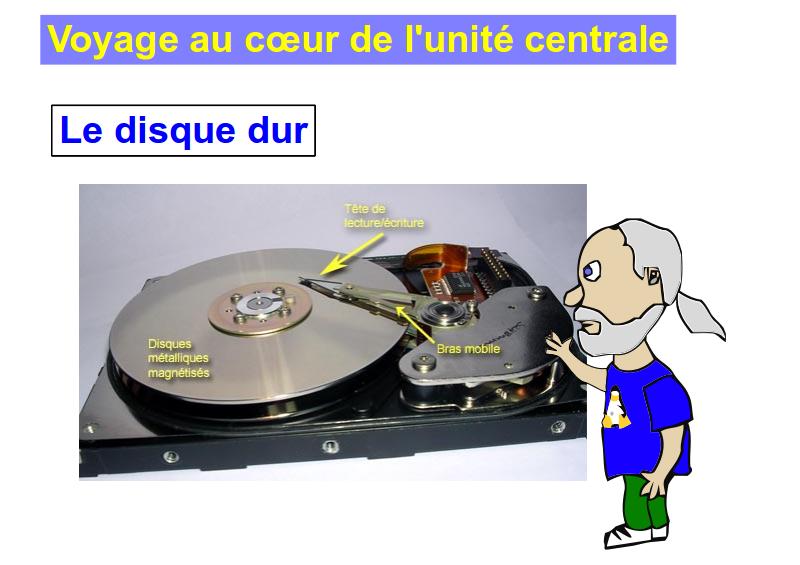 Voyage au cœur de l'unité centrale
Le disque dur
Tête de
lecture/écriture
Bras mobile
Disques
métalliques
magnétisés